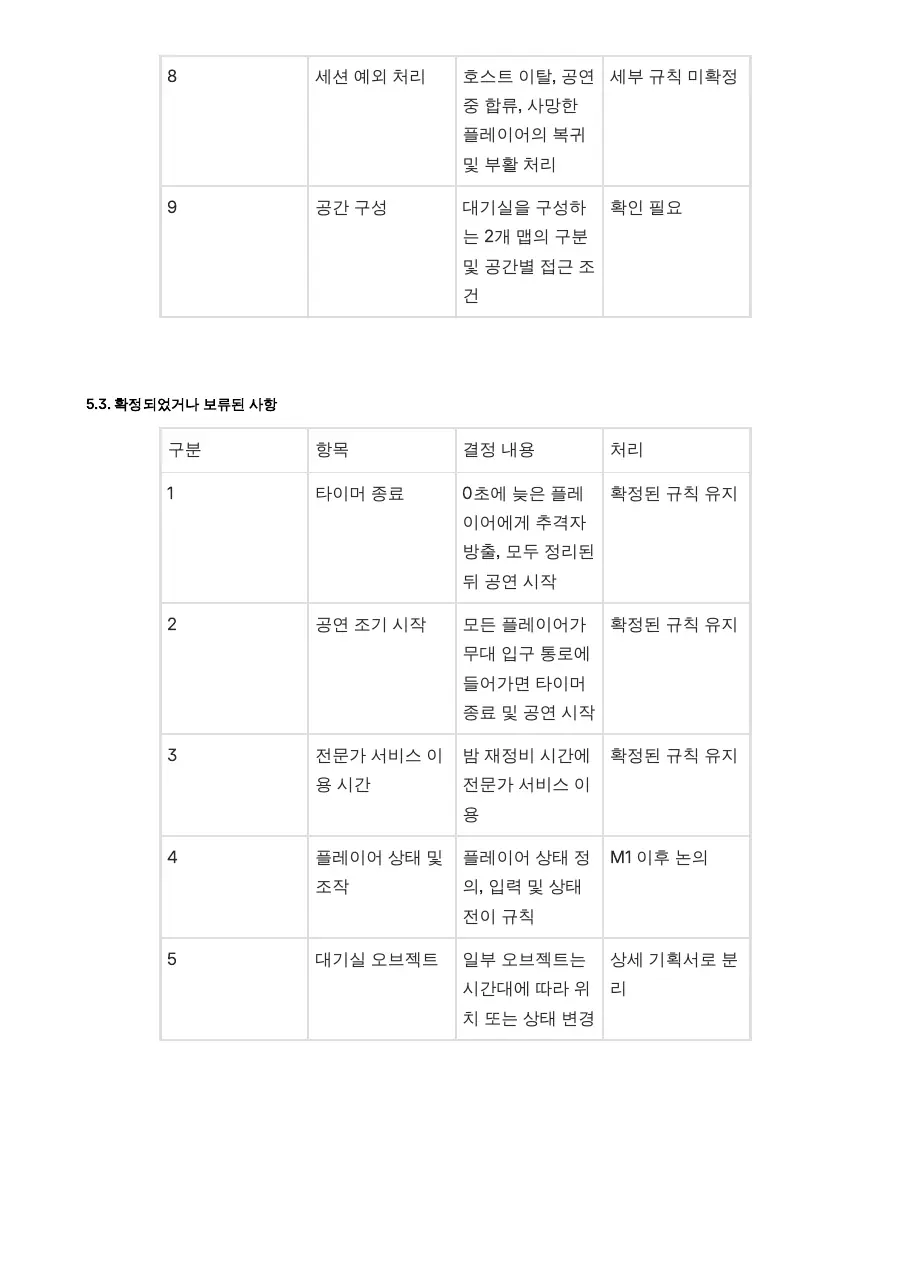 8
세션 예외 처리
호스트 이탈, 공연
중 합류, 사망한
플레이어의 복귀
및 부활 처리
세부 규칙 미확정
9
공간 구성
대기실을 구성하
는 2개 맵의 구분
및 공간별 접근 조
건
확인 필요
5.3. 확정되었거나 보류된 사항
구분
항목
결정 내용
처리
1
타이머 종료
0초에 늦은 플레
이어에게 추격자
방출, 모두 정리된
뒤 공연 시작
확정된 규칙 유지
2
공연 조기 시작
모든 플레이어가
무대 입구 통로에
들어가면 타이머
종료 및 공연 시작
확정된 규칙 유지
3
전문가 서비스 이
용 시간
밤 재정비 시간에
전문가 서비스 이
용
확정된 규칙 유지
4
플레이어 상태 및
조작
플레이어 상태 정
의, 입력 및 상태
전이 규칙
M1 이후 논의
5
대기실 오브젝트
일부 오브젝트는
시간대에 따라 위
치 또는 상태 변경
상세 기획서로 분
리